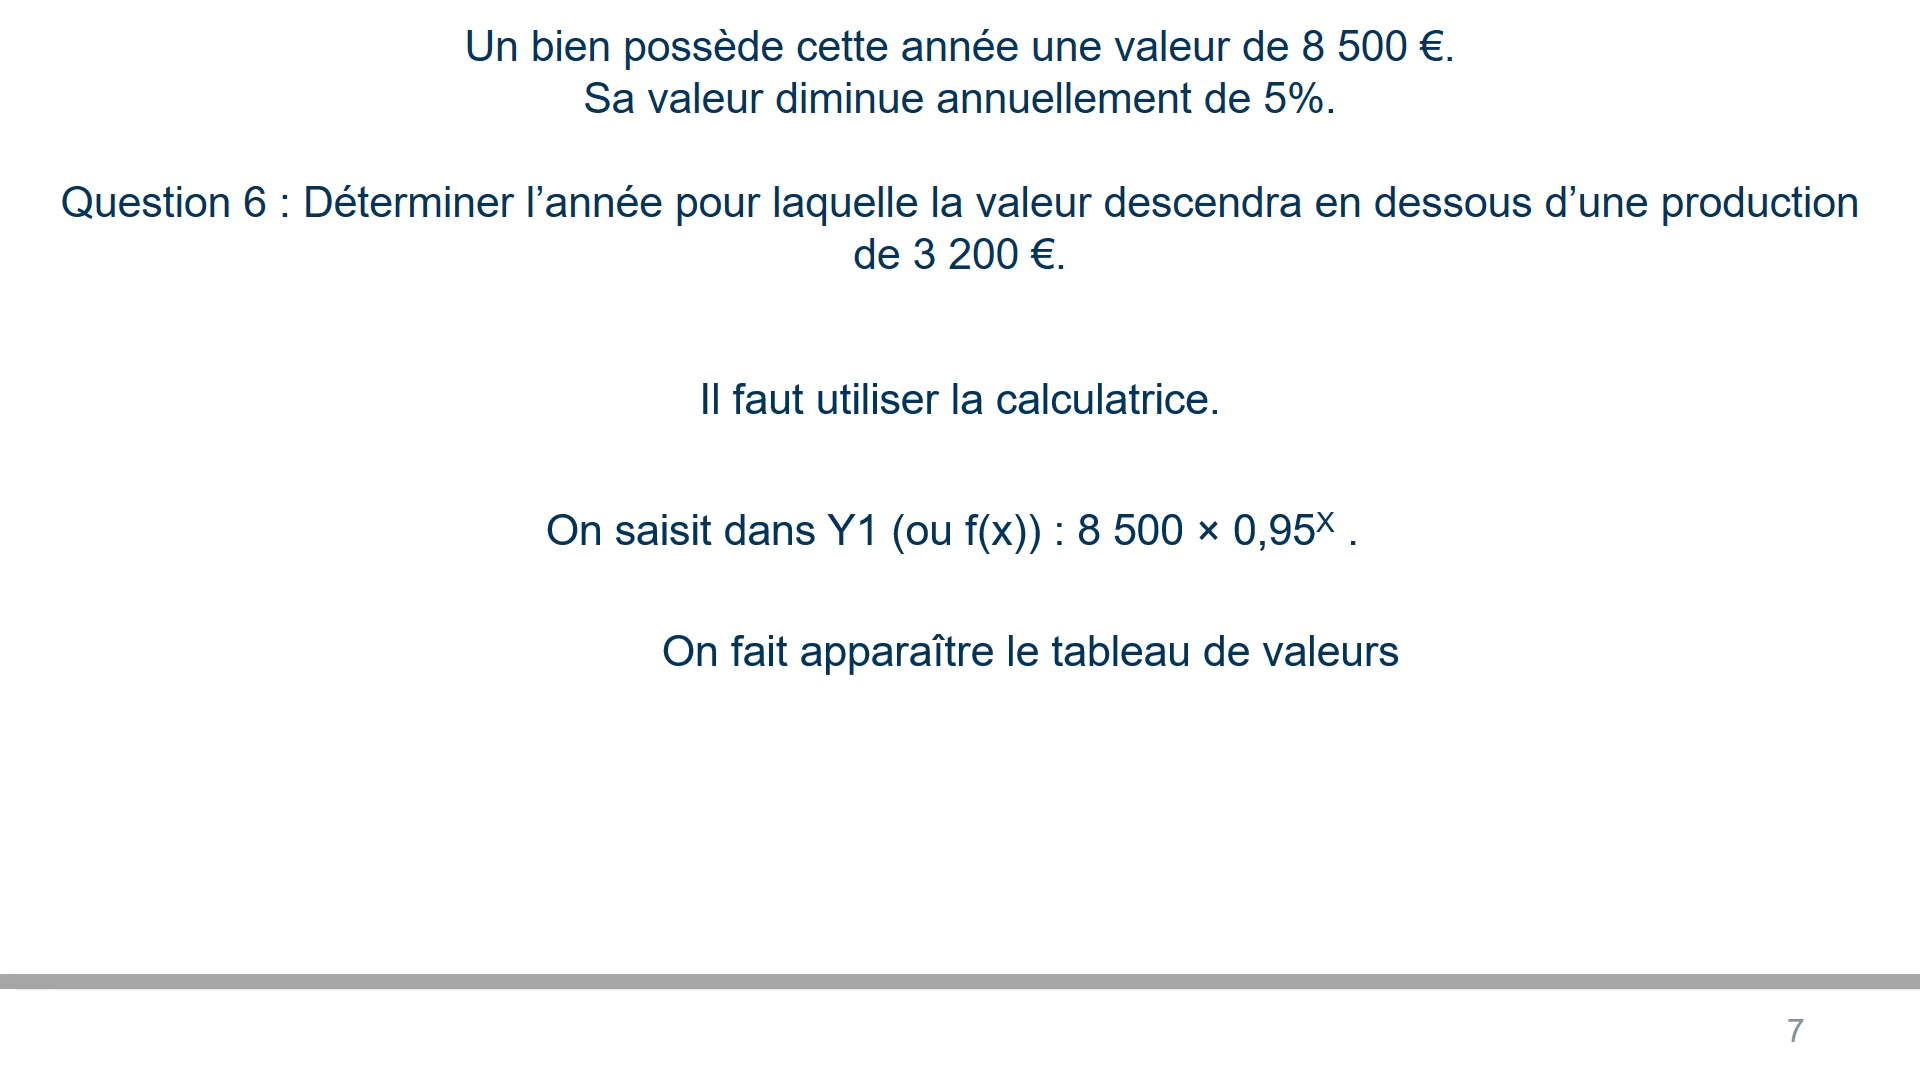 Un bien possède cette année une valeur de 8 500 €.
Sa valeur diminue annuellement de 5%.
Question 6 : Déterminer l’année pour laquelle la valeur descendra en dessous d’une production
de 3 200 €.
Il faut utiliser la calculatrice.
On saisit dans Y1 (ou f(x)) : 8 500 × 0,95ˣ .
On fait apparaître le tableau de valeurs
7